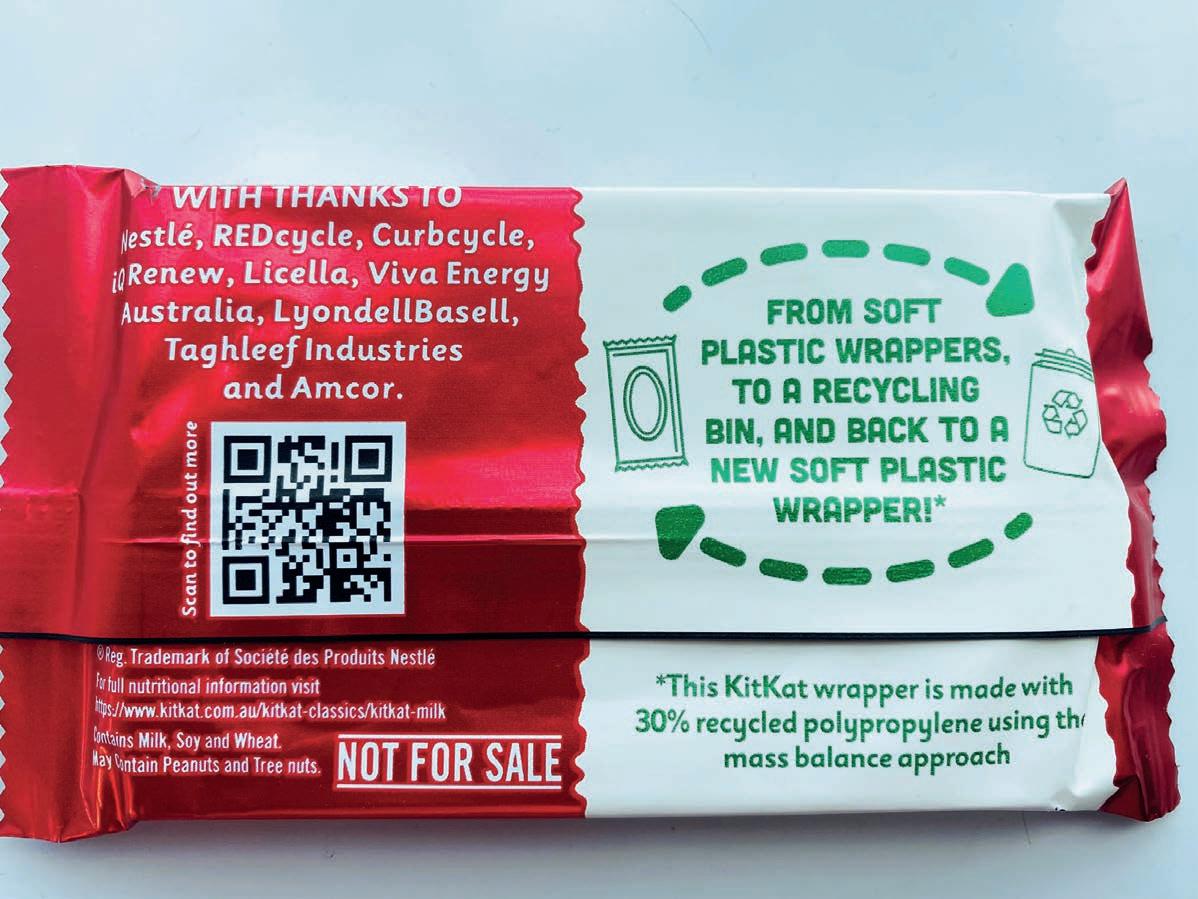 WITH THANKS TO
Nestlé, REDcycle, Curbcycle,
iQ Renew, Licella, Viva Energy
Australia, LyondellBasell,
Taghleef Industries
and Amcor.
Scan to find out more
® Reg. Trademark of Société des Produits Nestlé
For full nutritional information visit
https://www.kitkat.com.au/kitkat-classics/kitkat-milk
Contains Milk, Soy and Wheat.
May Contain Peanuts and Tree nuts.
NOT FOR SALE
FROM SOFT
PLASTIC WRAPPERS,
TO A RECYCLING
BIN, AND BACK TO A
NEW SOFT PLASTIC
WRAPPER!*
*This KitKat wrapper is made with
30% recycled polypropylene using the
mass balance approach